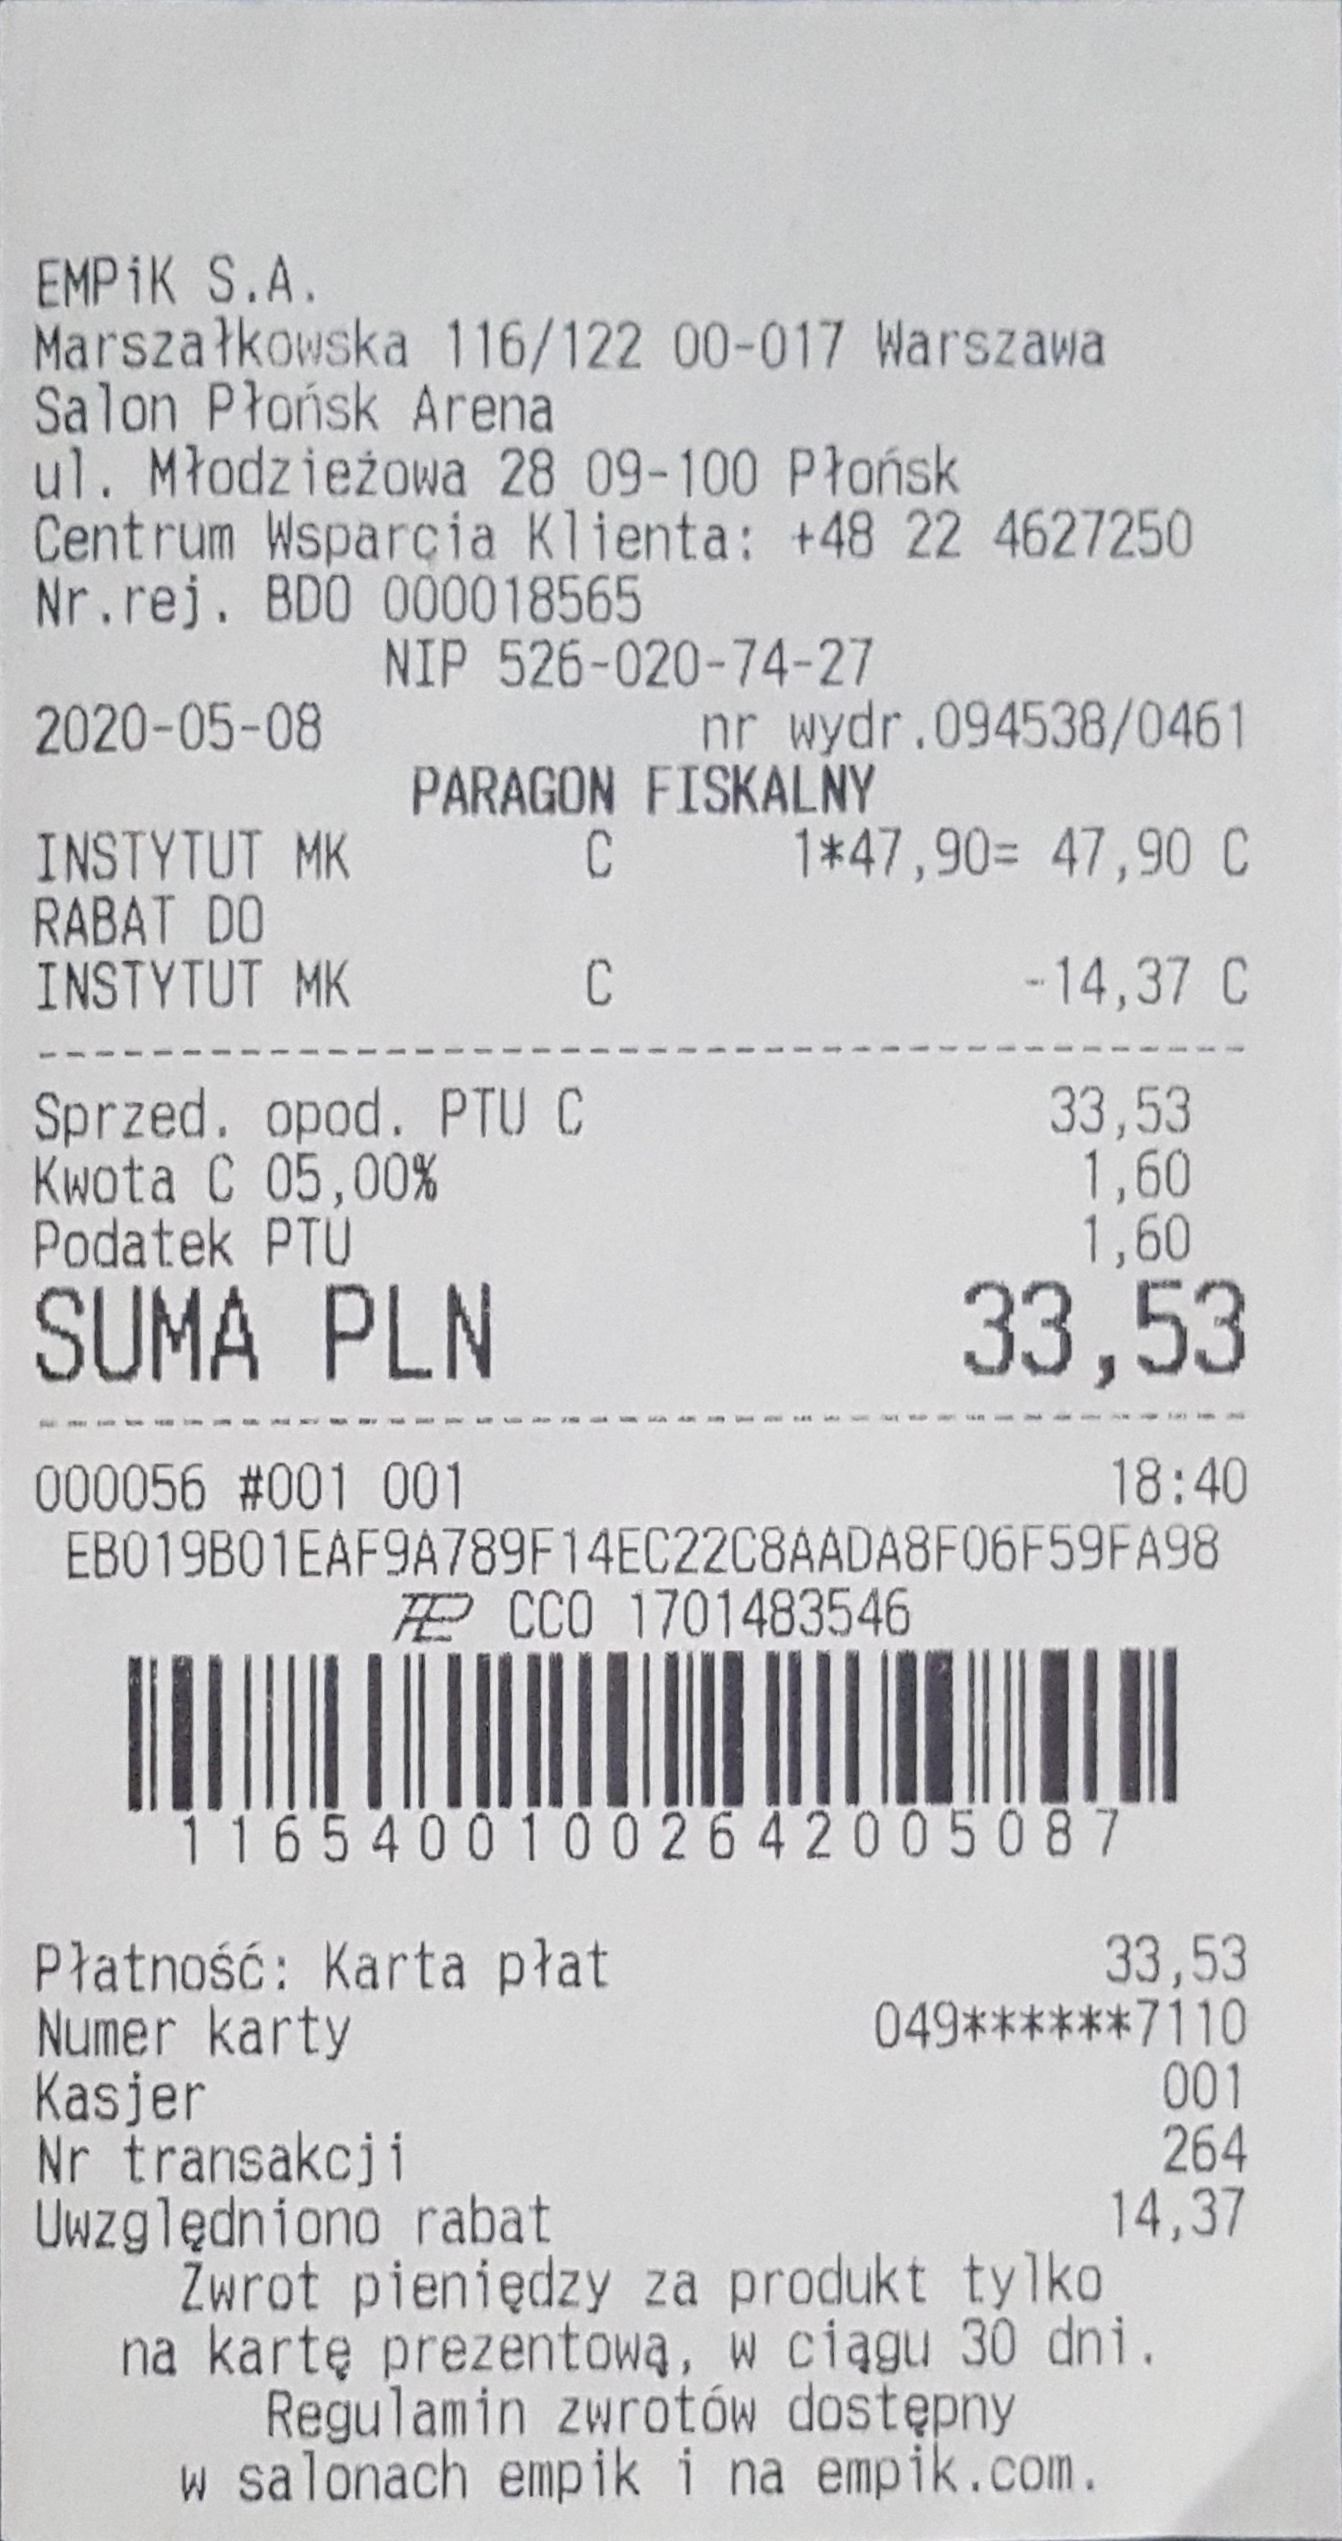 EMPiK S.A.
Marszałkowska 116/122 00-017 Warszawa
Salon Płońsk Arena
ul. Młodzieżowa 28 09-100 Płońsk
Centrum Wsparcia Klienta: +48 22 4627250
Nr.rej. BDO 000018565
NIP 526-020-74-27
2020-05-08 nr wydr.094538/0461
PARAGON FISKALNY
INSTYTUT MK C 1*47,90= 47,90 C
RABAT DO
INSTYTUT MK C -14,37 C
Sprzed. opod. PTU C 33,53
Kwota C 05,00% 1,60
Podatek PTU 1,60
SUMA PLN 33,53
000056 #001 001 18:40
EB019B01EAF9A789F14EC22C8AADA8F06F59FA98
CCO 1701483546
11654001002642005087
Płatność: Karta płat 33,53
Numer karty 049******7110
Kasjer 001
Nr transakcji 264
Uwzględniono rabat 14,37
Zwrot pieniędzy za produkt tylko
na kartę prezentową, w ciągu 30 dni.
Regulamin zwrotów dostępny
w salonach empik i na empik.com.